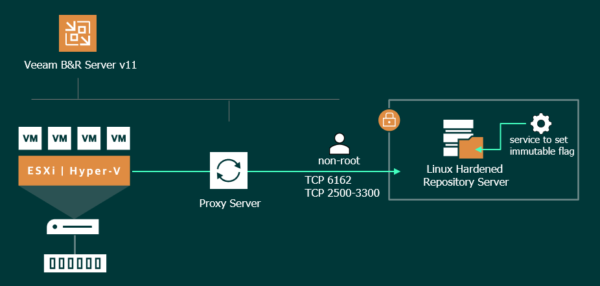 Veeam B&R Server v11
VM VM VM VM
ESXi | Hyper-V
Proxy Server
non-root
TCP 6162
TCP 2500-3300
Linux Hardened
Repository Server
service to set
immutable flag